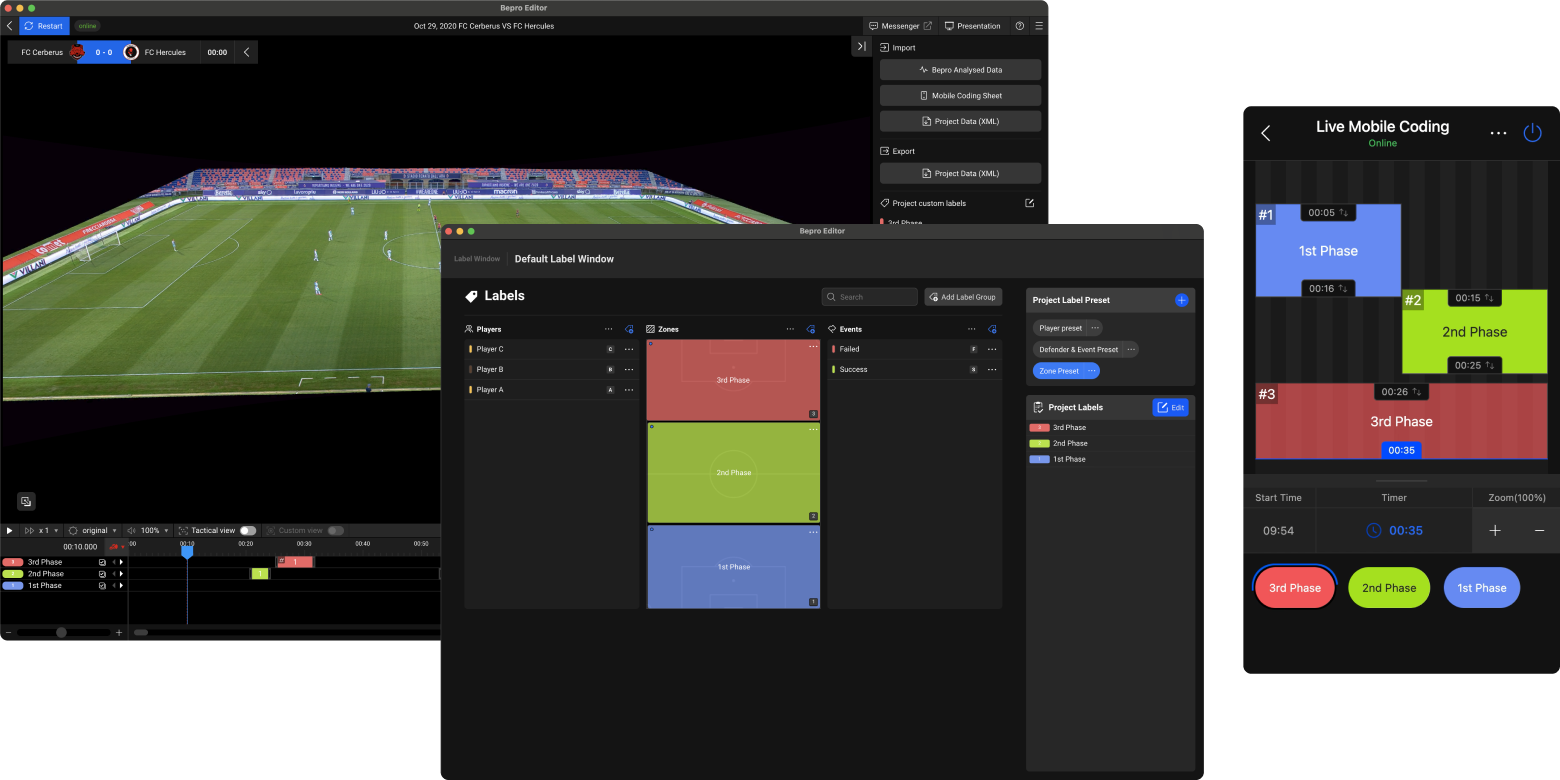 Bepro Editor
Restart
online
Oct 29, 2020 FC Cerberus VS FC Hercules
Messenger
Presentation
FC Cerberus
0 - 0
FC Hercules
00:00
Import
Bepro Analysed Data
Mobile Coding Sheet
Project Data (XML)
Export
Project Data (XML)
Project custom labels
3rd Phase
VILLANI
sky
macron
x 1
original
100%
Tactical view
Custom view
00:10.000
:00
00:10
00:20
00:30
00:40
00:50
3rd Phase
1
2nd Phase
1
1st Phase
Bepro Editor
Label Window
Default Label Window
Labels
Search
Add Label Group
Players
Player C
C
Player B
B
Player A
A
Zones
3rd Phase
3
2nd Phase
2
1st Phase
1
Events
Failed
F
Success
S
Project Label Preset
Player preset
Defender & Event Preset
Zone Preset
Project Labels
Edit
3rd Phase
2nd Phase
1st Phase
Live Mobile Coding
Online
#1
00:05
1st Phase
00:16
#2
00:15
2nd Phase
00:25
#3
00:26
3rd Phase
00:35
Start Time
Timer
Zoom(100%)
09:54
00:35
3rd Phase
2nd Phase
1st Phase